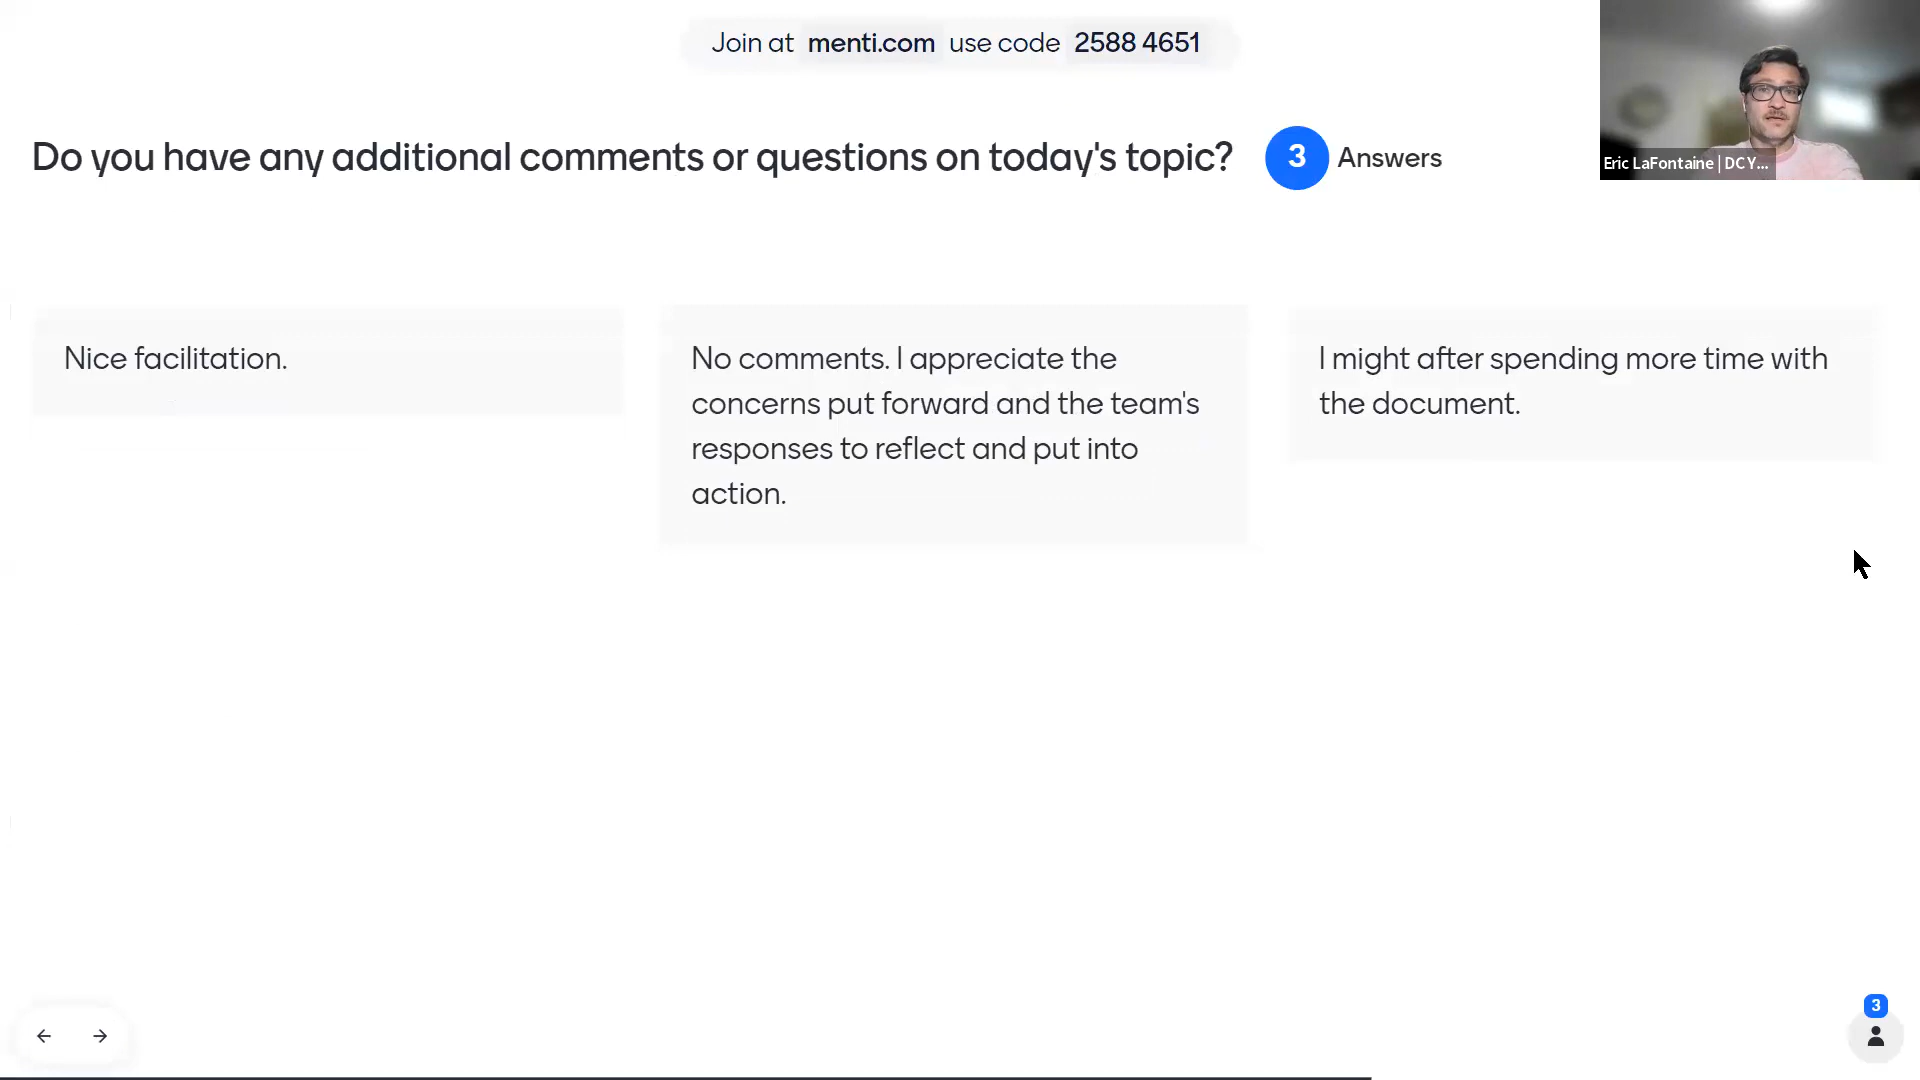 Join at menti.com use code 2588 4651
Do you have any additional comments or questions on today's topic?
3 Answers
Eric LaFontaine | DCY...
Nice facilitation.
No comments. I appreciate the
concerns put forward and the team's
responses to reflect and put into
action.
I might after spending more time with
the document.
3